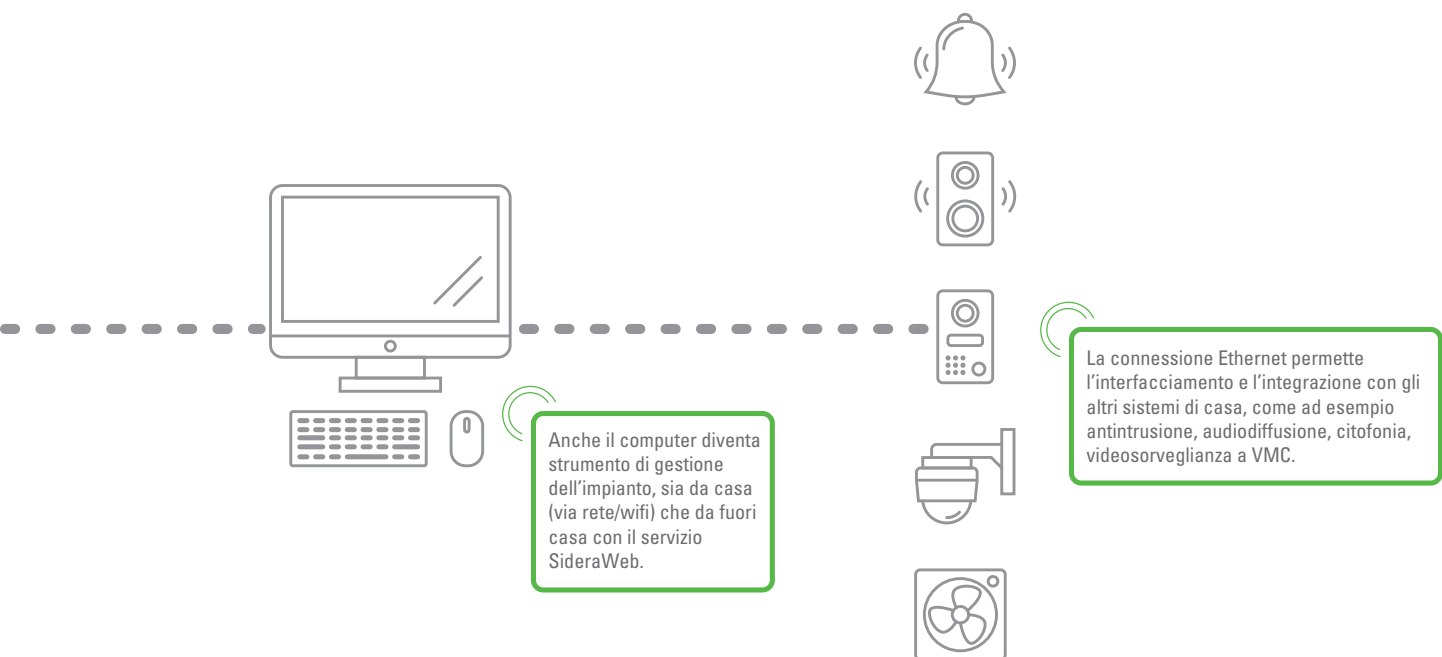 Anche il computer diventa
strumento di gestione
dell'impianto, sia da casa
(via rete/wifi) che da fuori
casa con il servizio
SideraWeb.
La connessione Ethernet permette
l'interfacciamento e l'integrazione con gli
altri sistemi di casa, come ad esempio
antintrusione, audiodiffusione, citofonia,
videosorveglianza a VMC.